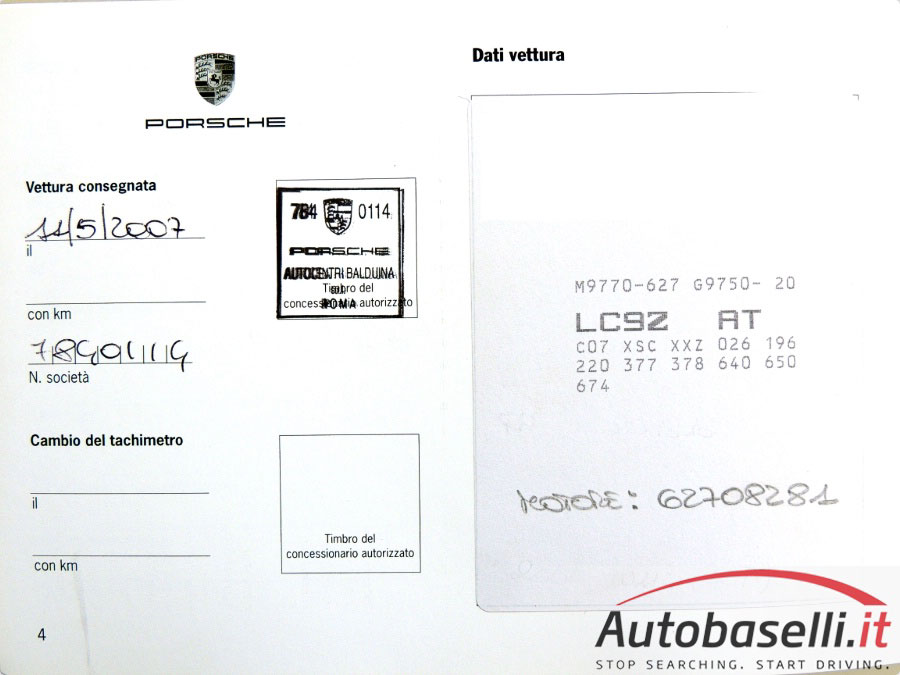 PORSCHE
PORSCHE
Vettura consegnata
11/5/2007
il
con km
7840114
N. società
784 0114
PORSCHE
AUTOCENTRI BALDUINA
s.r.l.
ROMA
Timbro del
concessionario autorizzato
Cambio del tachimetro
il
con km
Timbro del
concessionario autorizzato
4
Dati vettura
M9770-627 G9750- 20
LC9Z AT
C07 XSC XXZ 026 196
220 377 378 640 650
674
MOTORE: 62708281
Autobaselli.it
STOP SEARCHING. START DRIVING.